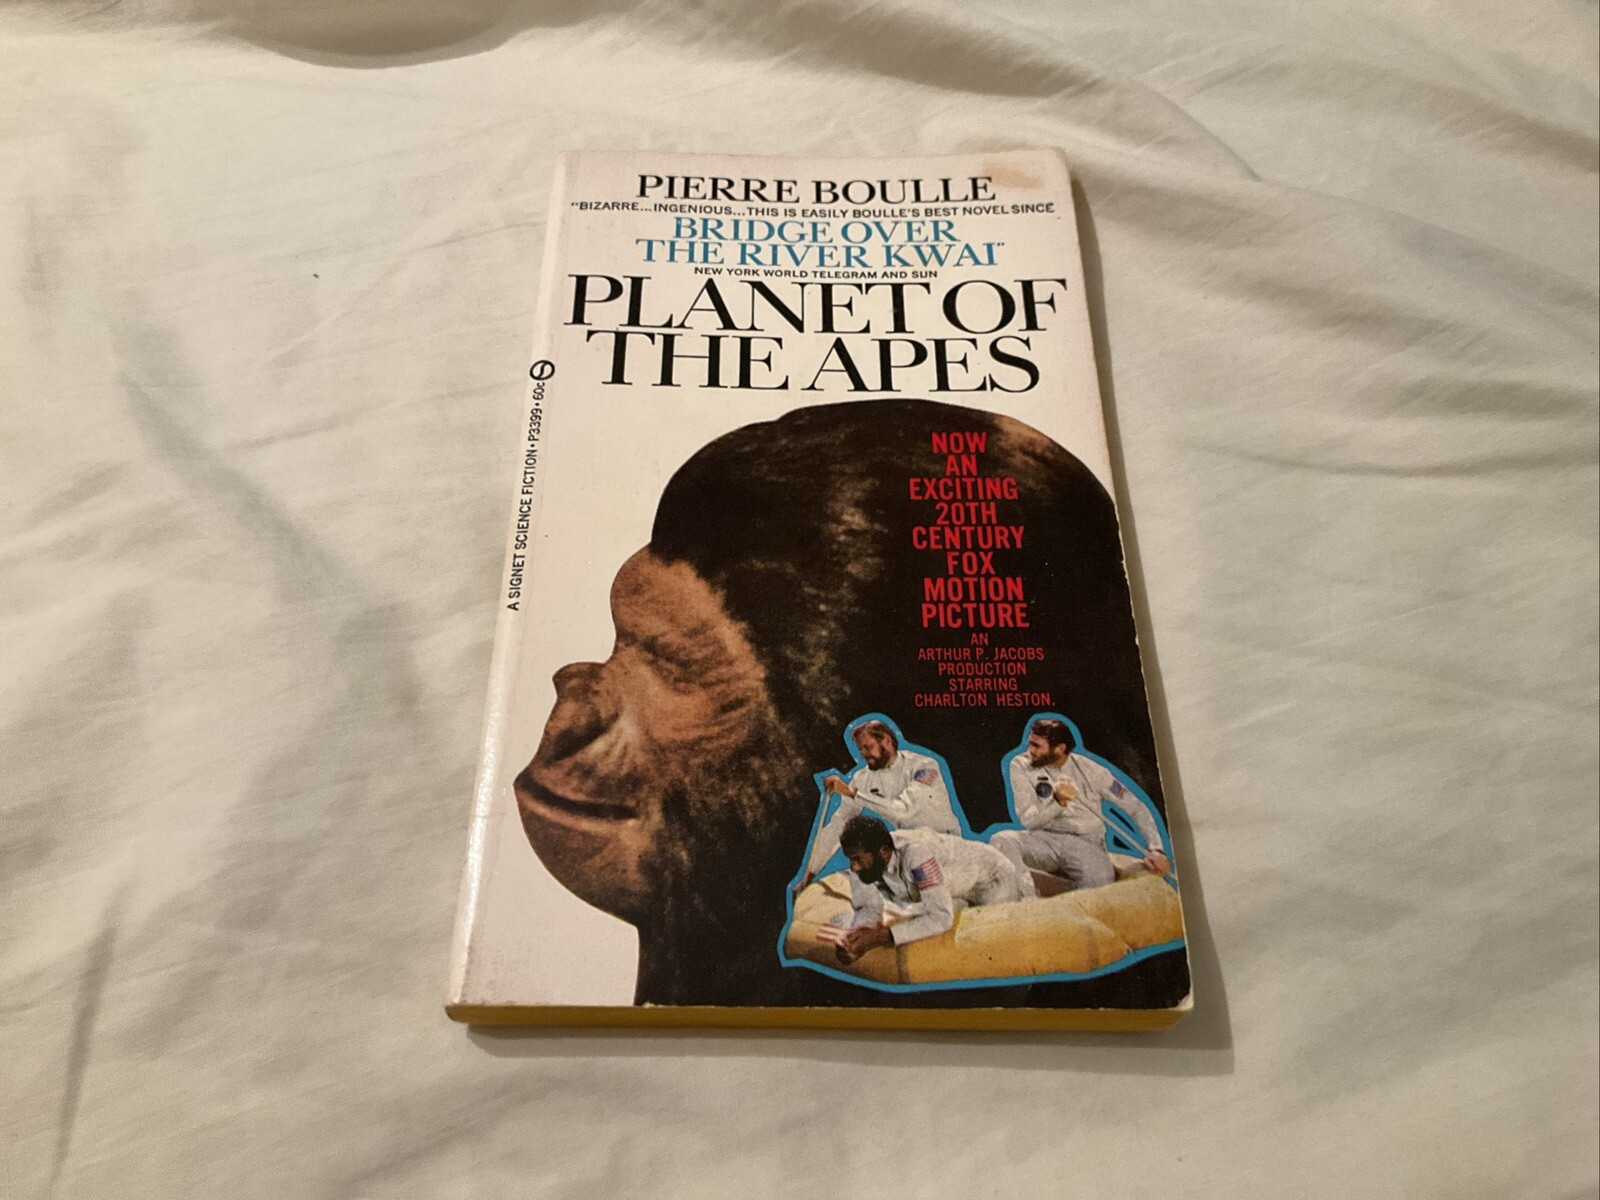 PIERRE BOULLE
"BIZARRE...INGENIOUS...THIS IS EASILY BOULLE'S BEST NOVEL SINCE
BRIDGE OVER
THE RIVER KWAI"
NEW YORK WORLD TELEGRAM AND SUN
PLANET OF
THE APES
A SIGNET SCIENCE FICTION • P3399 • 60c
NOW
AN
EXCITING
20TH
CENTURY
FOX
MOTION
PICTURE
AN
ARTHUR P. JACOBS
PRODUCTION
STARRING
CHARLTON HESTON.